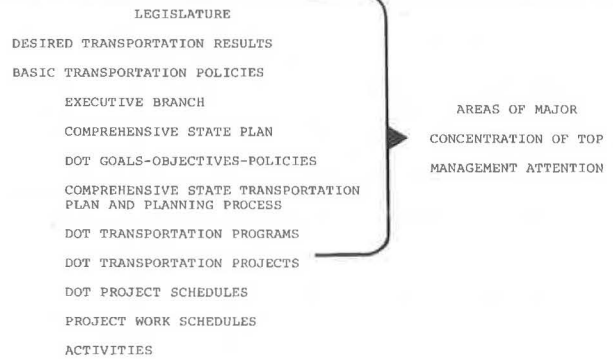 LEGISLATURE
DESIRED TRANSPORTATION RESULTS
BASIC TRANSPORTATION POLICIES
EXECUTIVE BRANCH
COMPREHENSIVE STATE PLAN
DOT GOALS-OBJECTIVES-POLICIES
COMPREHENSIVE STATE TRANSPORTATION
PLAN AND PLANNING PROCESS
DOT TRANSPORTATION PROGRAMS
DOT TRANSPORTATION PROJECTS
DOT PROJECT SCHEDULES
PROJECT WORK SCHEDULES
ACTIVITIES
AREAS OF MAJOR
CONCENTRATION OF TOP
MANAGEMENT ATTENTION